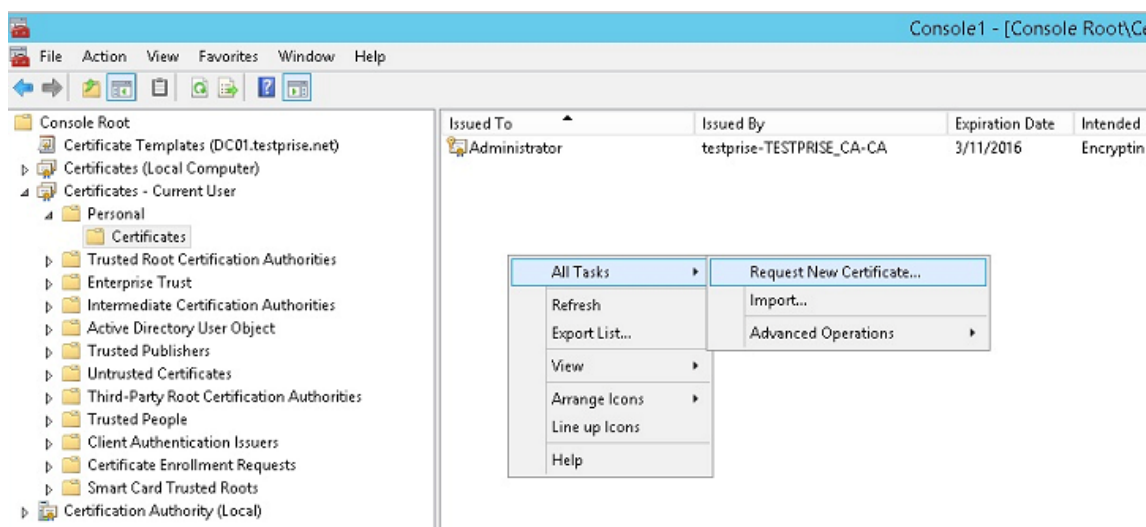 Console1 - [Console Root\Ce
File Action View Favorites Window Help
Console Root
Certificate Templates (DC01.testprise.net)
Certificates (Local Computer)
Certificates - Current User
Personal
Certificates
Trusted Root Certification Authorities
Enterprise Trust
Intermediate Certification Authorities
Active Directory User Object
Trusted Publishers
Untrusted Certificates
Third-Party Root Certification Authorities
Trusted People
Client Authentication Issuers
Certificate Enrollment Requests
Smart Card Trusted Roots
Certification Authority (Local)
Issued To Issued By Expiration Date Intended
Administrator testprise-TESTPRISE_CA-CA 3/11/2016 Encryptin
All Tasks
Refresh
Export List...
View
Arrange Icons
Line up Icons
Help
Request New Certificate...
Import...
Advanced Operations